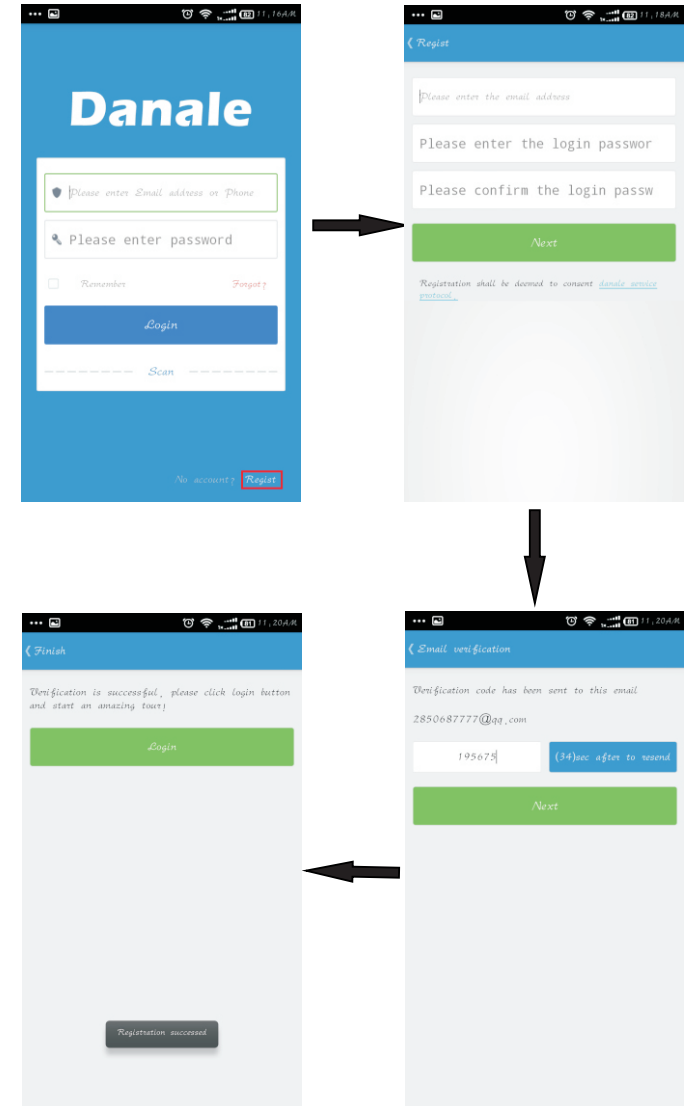 82 11,16AM
Danale
Please enter Email address or Phone
Please enter password
Remember
Forgot?
Login
Scan
No account? Regist
82 11,18AM
Regist
Please enter the email address
Please enter the login passwor
Please confirm the login passw
Next
Registration shall be deemed to consent danale service
protocol.
81 11,20AM
Email verification
Verification code has been sent to this email
2850687777@qq.com
195675
(34)sec after to resend
Next
81 11,20AM
Finish
Verification is successful, please click login button
and start an amazing tour!
Login
Registration successed